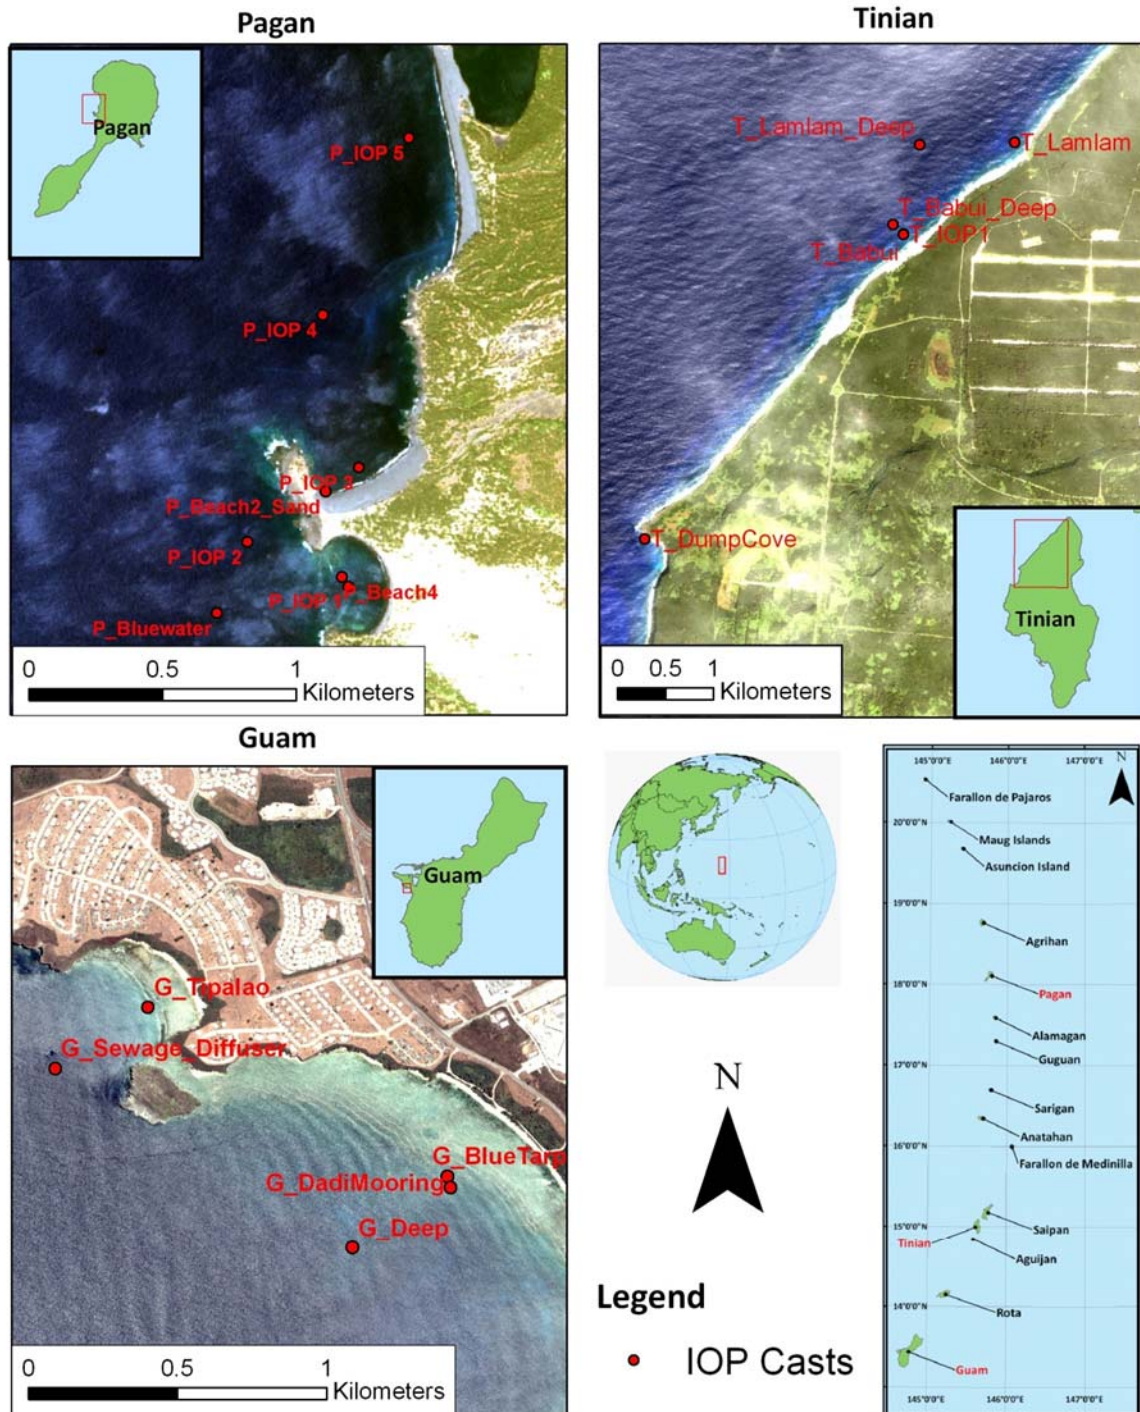 Pagan
Pagan
P_IOP 5
P_IOP 4
P_IOP 3
P_Beach2_Sand
P_IOP 2
P_IOP 1
P_Beach4
P_Bluewater
0 0.5 1
Kilometers
Tinian
T_Lamlam_Deep
T_Lamlam
T_Babui_Deep
T_IOP1
T_Babui
T_DumpCove
Tinian
0 0.5 1
Kilometers
Guam
Guam
G_Tipalao
G_Sewage_Diffuser
G_BlueTarp
G_DadiMooring
G_Deep
0 0.5 1
Kilometers
N
Legend
IOP Casts
145°0'0"E 146°0'0"E 147°0'0"E
N
Farallon de Pajaros
20°0'0"N
Maug Islands
Asuncion Island
19°0'0"N
Agrihan
18°0'0"N
Pagan
Alamagan
Guguan
17°0'0"N
Sarigan
Anatahan
16°0'0"N
Farallon de Medinilla
15°0'0"N
Saipan
Tinian
Aguijan
14°0'0"N
Rota
Guam
145°0'0"E 146°0'0"E 147°0'0"E